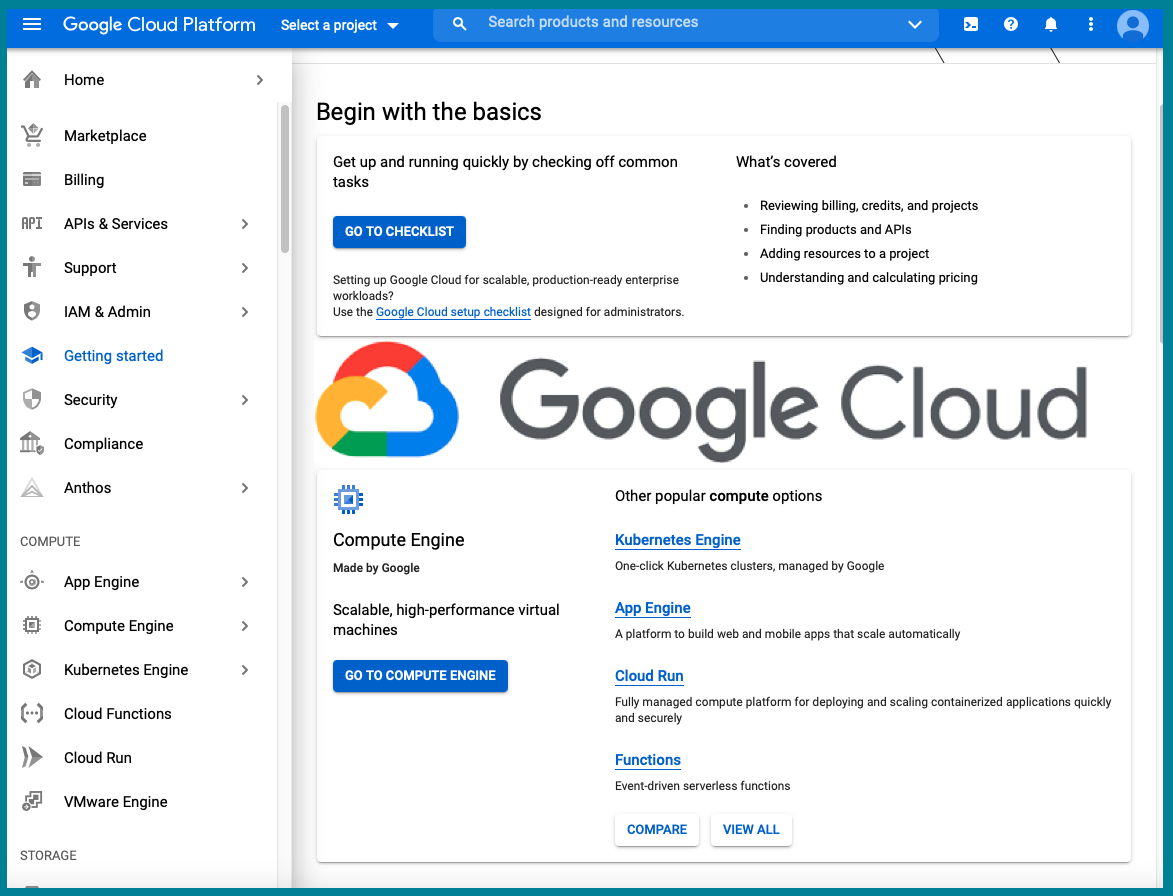 Google Cloud Platform
Select a project
Search products and resources
Home
Marketplace
Billing
API
APIs & Services
Support
IAM & Admin
Getting started
Security
Compliance
Anthos
COMPUTE
App Engine
Compute Engine
Kubernetes Engine
Cloud Functions
Cloud Run
VMware Engine
STORAGE
Begin with the basics
Get up and running quickly by checking off common
tasks
GO TO CHECKLIST
Setting up Google Cloud for scalable, production-ready enterprise
workloads?
Use the Google Cloud setup checklist designed for administrators.
What's covered
• Reviewing billing, credits, and projects
• Finding products and APIs
• Adding resources to a project
• Understanding and calculating pricing
Google Cloud
Compute Engine
Made by Google
Scalable, high-performance virtual
machines
GO TO COMPUTE ENGINE
Other popular compute options
Kubernetes Engine
One-click Kubernetes clusters, managed by Google
App Engine
A platform to build web and mobile apps that scale automatically
Cloud Run
Fully managed compute platform for deploying and scaling containerized applications quickly
and securely
Functions
Event-driven serverless functions
COMPARE
VIEW ALL